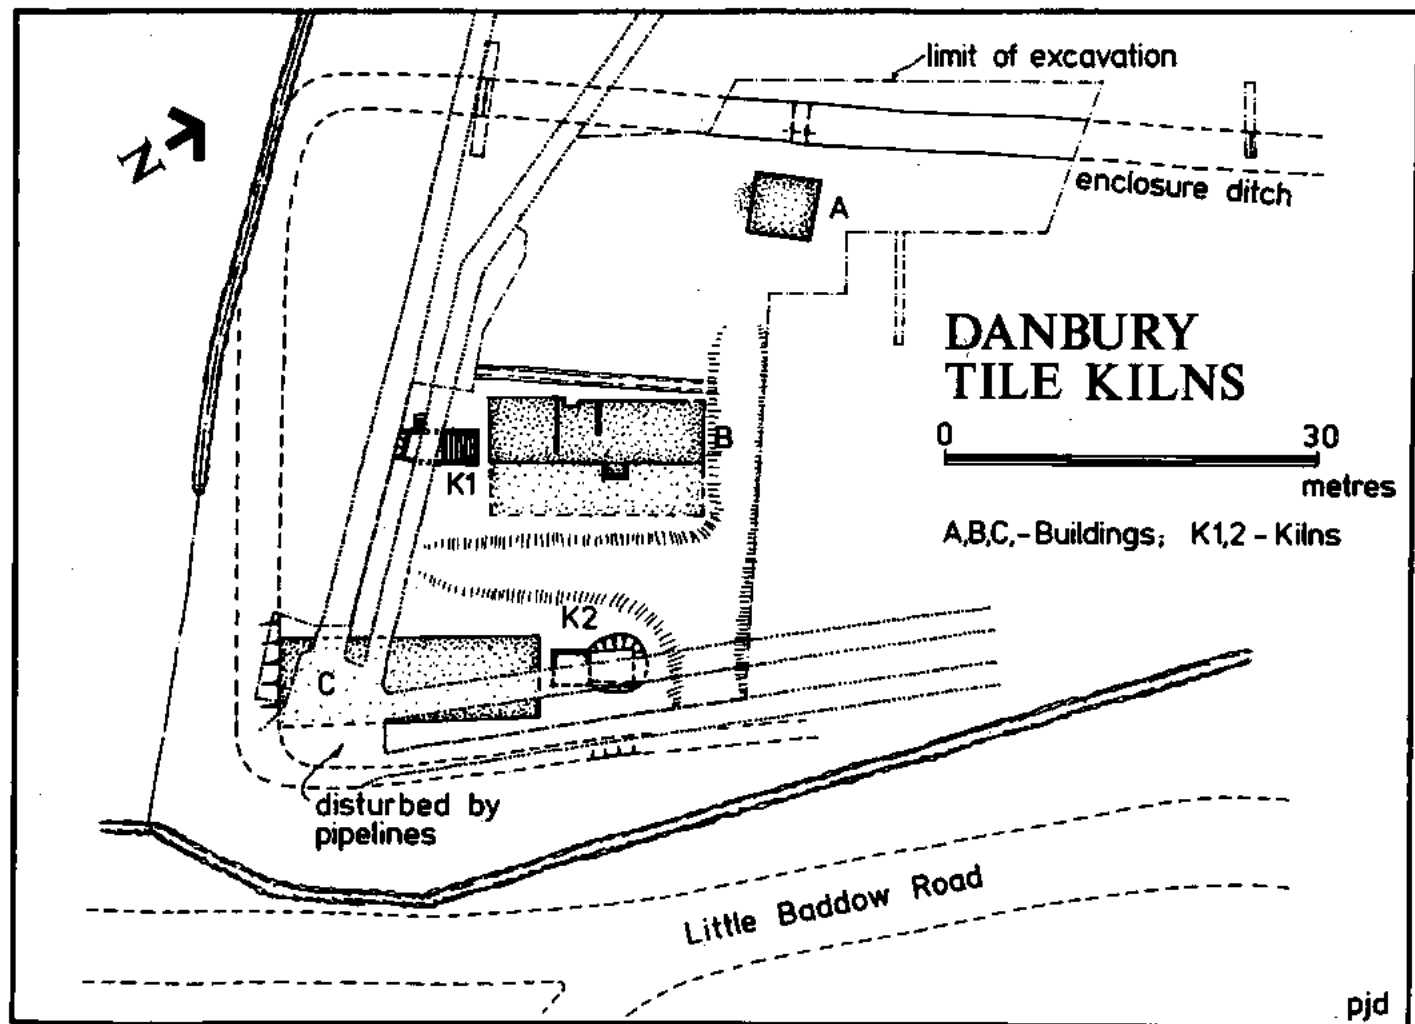 limit of excavation
N
enclosure ditch
A
DANBURY
TILE KILNS
0 30
metres
B
K1
A,B,C,-Buildings; K1,2-Kilns
K2
C
disturbed by
pipelines
Little Baddow Road
pjd